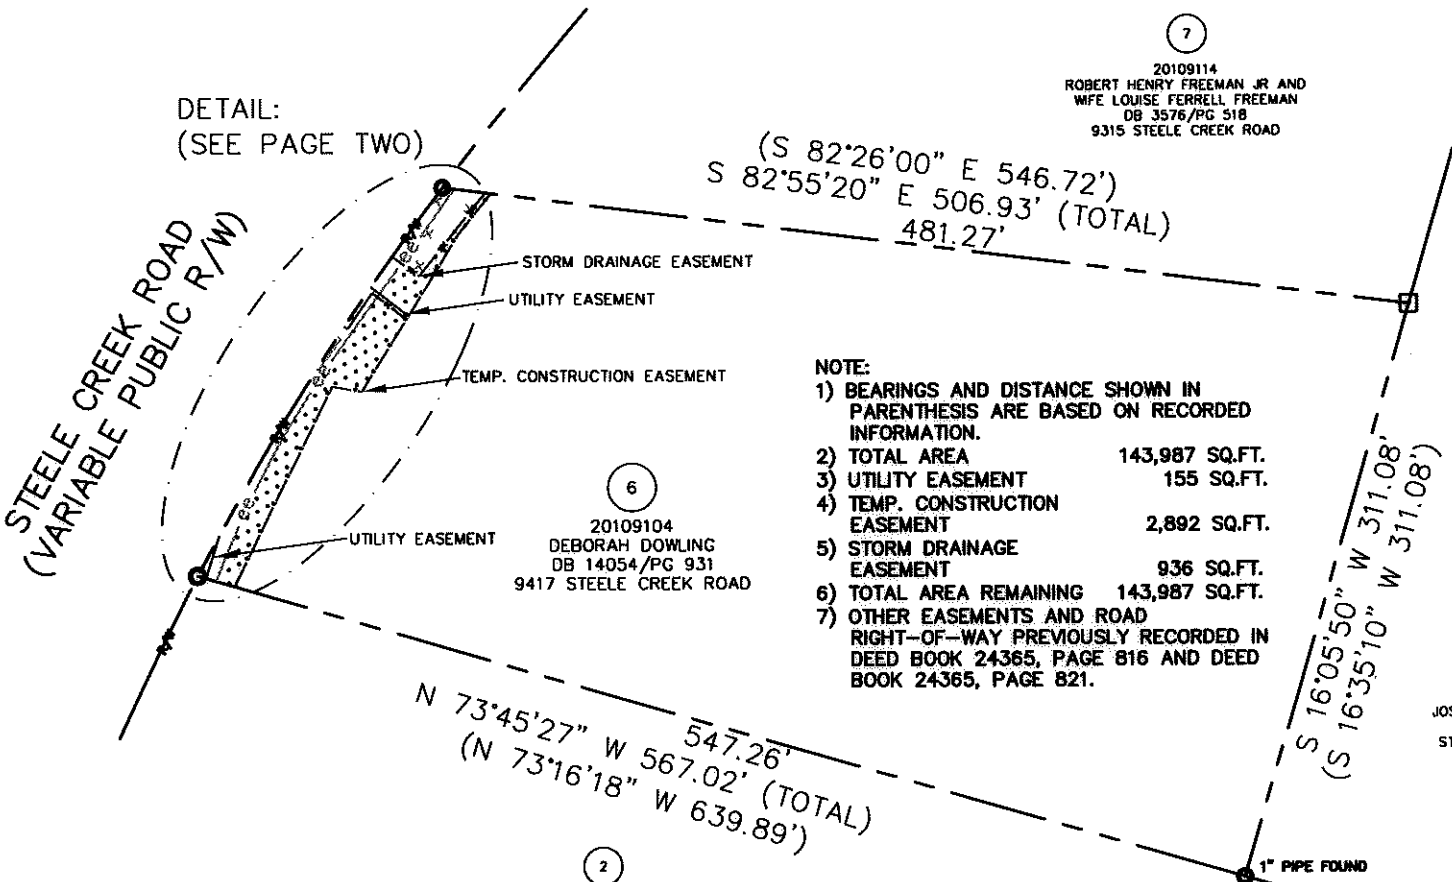 7
20109114
ROBERT HENRY FREEMAN JR AND
WIFE LOUISE FERRELL FREEMAN
DB 3576/PG 518
9315 STEELE CREEK ROAD
DETAIL:
(SEE PAGE TWO)
(S 82°26'00" E 546.72')
S 82°55'20" E 506.93' (TOTAL)
481.27'
STEELE CREEK ROAD
(VARIABLE PUBLIC R/W)
STORM DRAINAGE EASEMENT
UTILITY EASEMENT
TEMP. CONSTRUCTION EASEMENT
UTILITY EASEMENT
6
20109104
DEBORAH DOWLING
DB 14054/PG 931
9417 STEELE CREEK ROAD
NOTE:
1) BEARINGS AND DISTANCE SHOWN IN
PARENTHESIS ARE BASED ON RECORDED
INFORMATION.
2) TOTAL AREA 143,987 SQ.FT.
3) UTILITY EASEMENT 155 SQ.FT.
4) TEMP. CONSTRUCTION
EASEMENT 2,892 SQ.FT.
5) STORM DRAINAGE
EASEMENT 936 SQ.FT.
6) TOTAL AREA REMAINING 143,987 SQ.FT.
7) OTHER EASEMENTS AND ROAD
RIGHT-OF-WAY PREVIOUSLY RECORDED IN
DEED BOOK 24365, PAGE 816 AND DEED
BOOK 24365, PAGE 821.
S 16°05'50" W 311.08'
(S 16°35'10" W 311.08')
JOS
ST
547.26'
N 73°45'27" W 567.02' (TOTAL)
(N 73°16'18" W 639.89')
2
1" PIPE FOUND